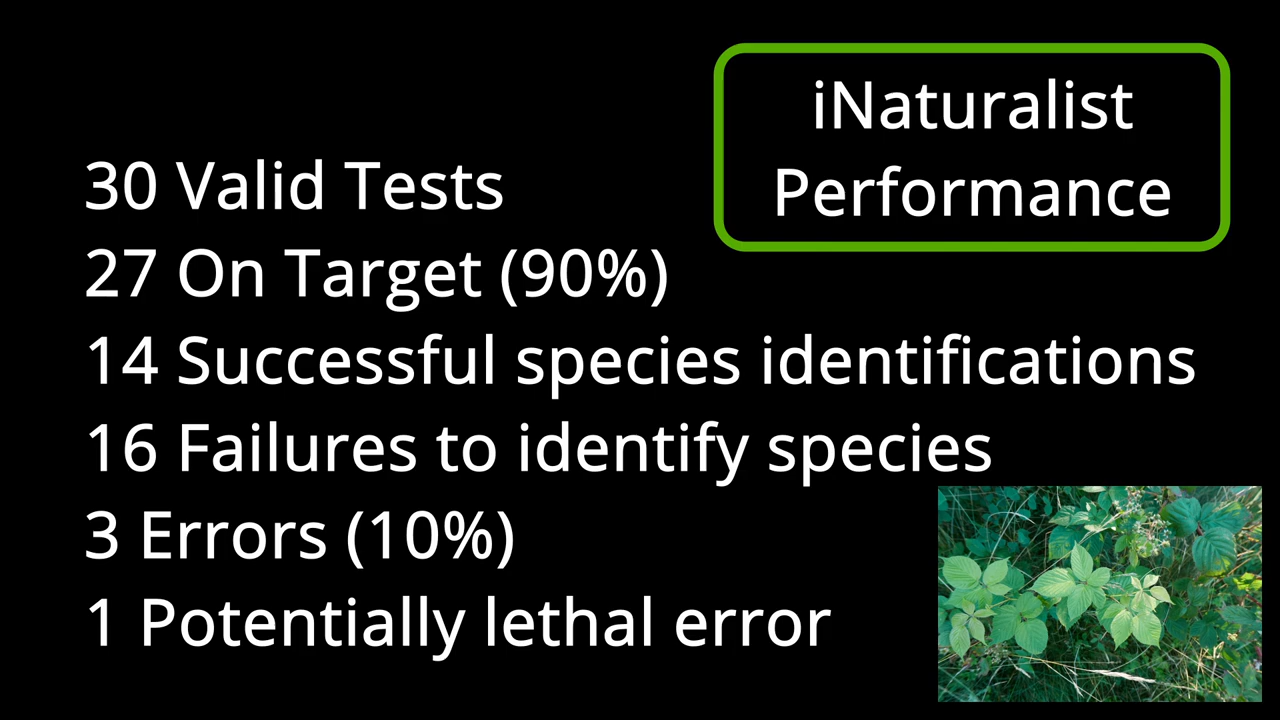 iNaturalist
Performance
30 Valid Tests
27 On Target (90%)
14 Successful species identifications
16 Failures to identify species
3 Errors (10%)
1 Potentially lethal error